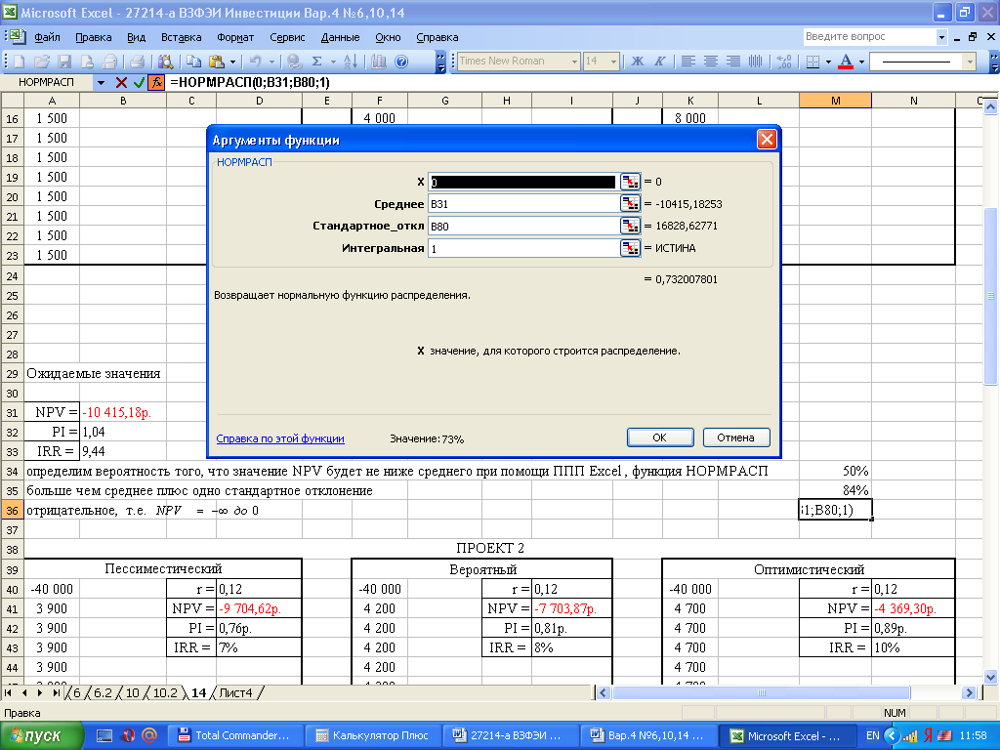 Microsoft Excel - 27214-а ВЗФЭИ Инвестиции Вар.4 №6,10,14
Файл Правка Вид Вставка Формат Сервис Данные Окно Справка Введите вопрос
Times New Roman 14 Ж К
НОРМРАСП =НОРМРАСП(0;B31;B80;1)
A B C D E F G H I J K L M N
16 1 500 4 000 8 000
17 1 500
18 1 500
19 1 500
20 1 500
21 1 500
22 1 500
23 1 500
24
25
26
27
28
Аргументы функции
НОРМРАСП
X 0 = 0
Среднее B31 = -10415,18253
Стандартное_откл B80 = 16828,62771
Интегральная 1 = ИСТИНА
= 0,732007801
Возвращает нормальную функцию распределения.
X значение, для которого строится распределение.
Справка по этой функции Значение:73% ОК Отмена
29 Ожидаемые значения
30
31 NPV = -10 415,18р.
32 PI = 1,04
33 IRR = 9,44
34 определим вероятность того, что значение NPV будет не ниже среднего при помощи ППП Excel , функция НОРМРАСП 50%
35 больше чем среднее плюс одно стандартное отклонение 84%
36 отрицательное, т.е. NPV = −∞ до 0 31;B80;1)
37
38 ПРОЕКТ 2
39 Пессиместический Вероятный Оптимистический
40 -40 000 r = 0,12 -40 000 r = 0,12 -40 000 r = 0,12
41 3 900 NPV = -9 704,62р. 4 200 NPV = -7 703,87р. 4 700 NPV = -4 369,30р.
42 3 900 PI = 0,76р. 4 200 PI = 0,81р. 4 700 PI = 0,89р.
43 3 900 IRR = 7% 4 200 IRR = 8% 4 700 IRR = 10%
44 3 900 4 200 4 700
6 6.2 10 10.2 14 Лист4
Правка NUM
пуск Total Commander... Калькулятор Плюс 27214-а ВЗФЭИ ... Вар.4 №6,10,14 ... Microsoft Excel - ... EN 11:58